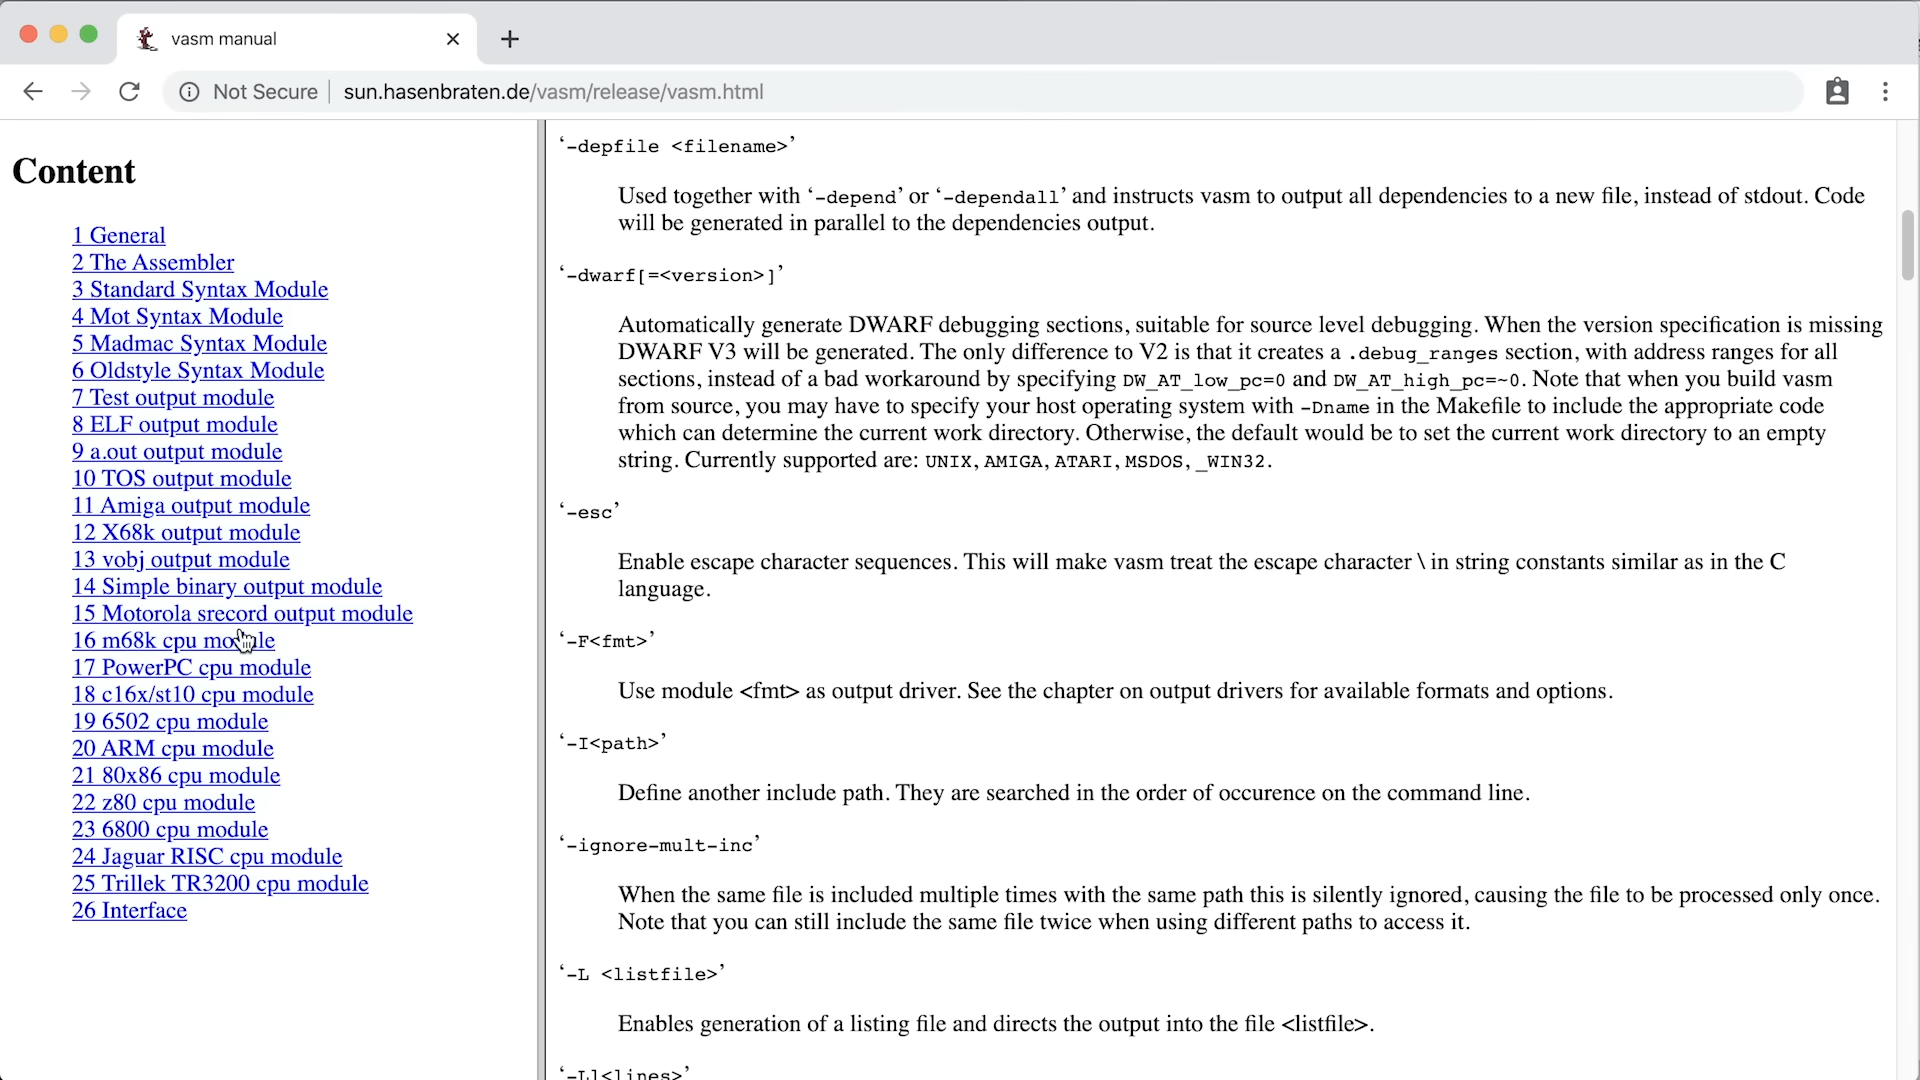 vasm manual
Not Secure
sun.hasenbraten.de/vasm/release/vasm.html
Content
1 General
2 The Assembler
3 Standard Syntax Module
4 Mot Syntax Module
5 Madmac Syntax Module
6 Oldstyle Syntax Module
7 Test output module
8 ELF output module
9 a.out output module
10 TOS output module
11 Amiga output module
12 X68k output module
13 vobj output module
14 Simple binary output module
15 Motorola srecord output module
16 m68k cpu module
17 PowerPC cpu module
18 c16x/st10 cpu module
19 6502 cpu module
20 ARM cpu module
21 80x86 cpu module
22 z80 cpu module
23 6800 cpu module
24 Jaguar RISC cpu module
25 Trillek TR3200 cpu module
26 Interface
‘-depfile <filename>’
Used together with ‘-depend’ or ‘-dependall’ and instructs vasm to output all dependencies to a new file, instead of stdout. Code
will be generated in parallel to the dependencies output.
‘-dwarf[=<version>]’
Automatically generate DWARF debugging sections, suitable for source level debugging. When the version specification is missing
DWARF V3 will be generated. The only difference to V2 is that it creates a .debug_ranges section, with address ranges for all
sections, instead of a bad workaround by specifying DW_AT_low_pc=0 and DW_AT_high_pc=~0. Note that when you build vasm
from source, you may have to specify your host operating system with -Dname in the Makefile to include the appropriate code
which can determine the current work directory. Otherwise, the default would be to set the current work directory to an empty
string. Currently supported are: UNIX, AMIGA, ATARI, MSDOS, _WIN32.
‘-esc’
Enable escape character sequences. This will make vasm treat the escape character \ in string constants similar as in the C
language.
‘-F<fmt>’
Use module <fmt> as output driver. See the chapter on output drivers for available formats and options.
‘-I<path>’
Define another include path. They are searched in the order of occurence on the command line.
‘-ignore-mult-inc’
When the same file is included multiple times with the same path this is silently ignored, causing the file to be processed only once.
Note that you can still include the same file twice when using different paths to access it.
‘-L <listfile>’
Enables generation of a listing file and directs the output into the file <listfile>.
‘-Ll<lines>’